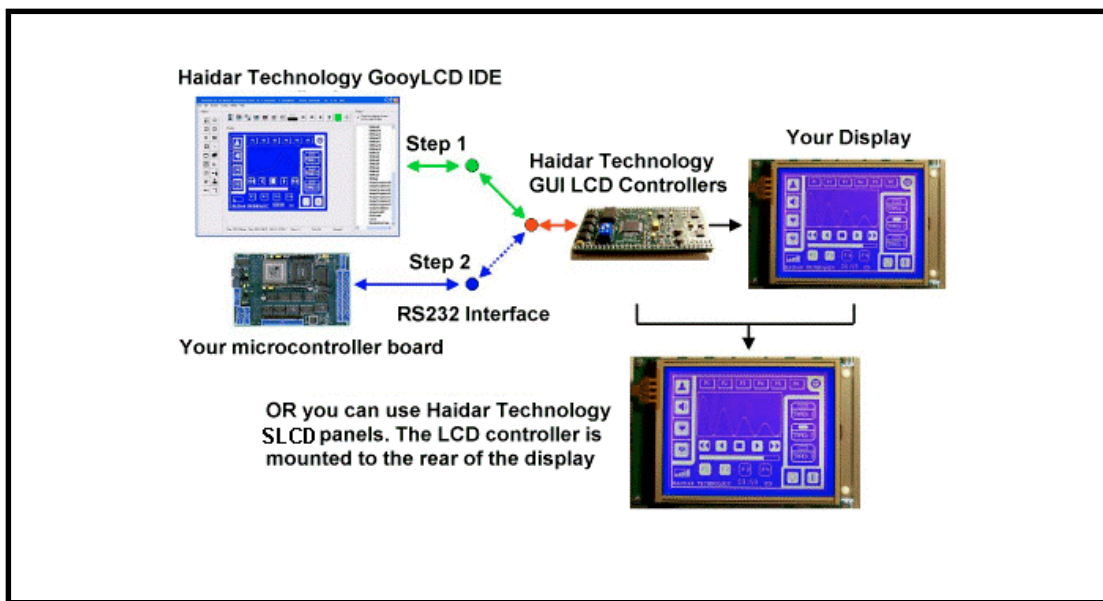 Haidar Technology GooyLCD IDE
Step 1
Haidar Technology
GUI LCD Controllers
Your Display
Step 2
RS232 Interface
Your microcontroller board
OR you can use Haidar Technology
SLCD panels. The LCD controller is
mounted to the rear of the display
HAIDAR TECHNOLOGY